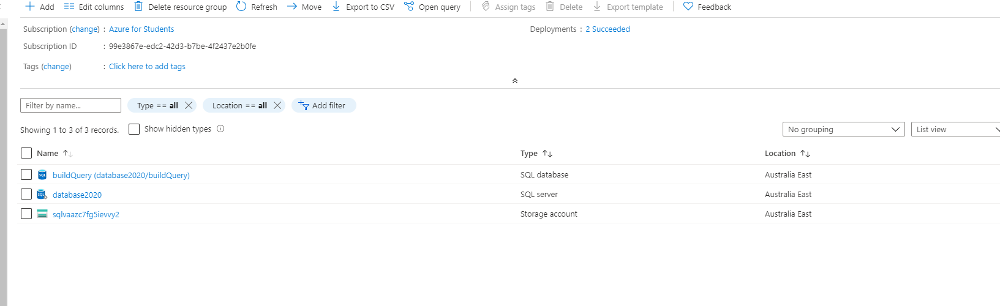 Add Edit columns Delete resource group Refresh Move Export to CSV Open query Assign tags Delete Export template Feedback
Subscription (change) : Azure for Students Deployments : 2 Succeeded
Subscription ID : 99e3867e-edc2-42d3-b7be-4f2437e2b0fe
Tags (change) : Click here to add tags
Filter by name... Type == all Location == all Add filter
Showing 1 to 3 of 3 records. Show hidden types No grouping List view
Name Type Location
buildQuery (database2020/buildQuery) SQL database Australia East
database2020 SQL server Australia East
sqlvaazc7fg5ievvy2 Storage account Australia East